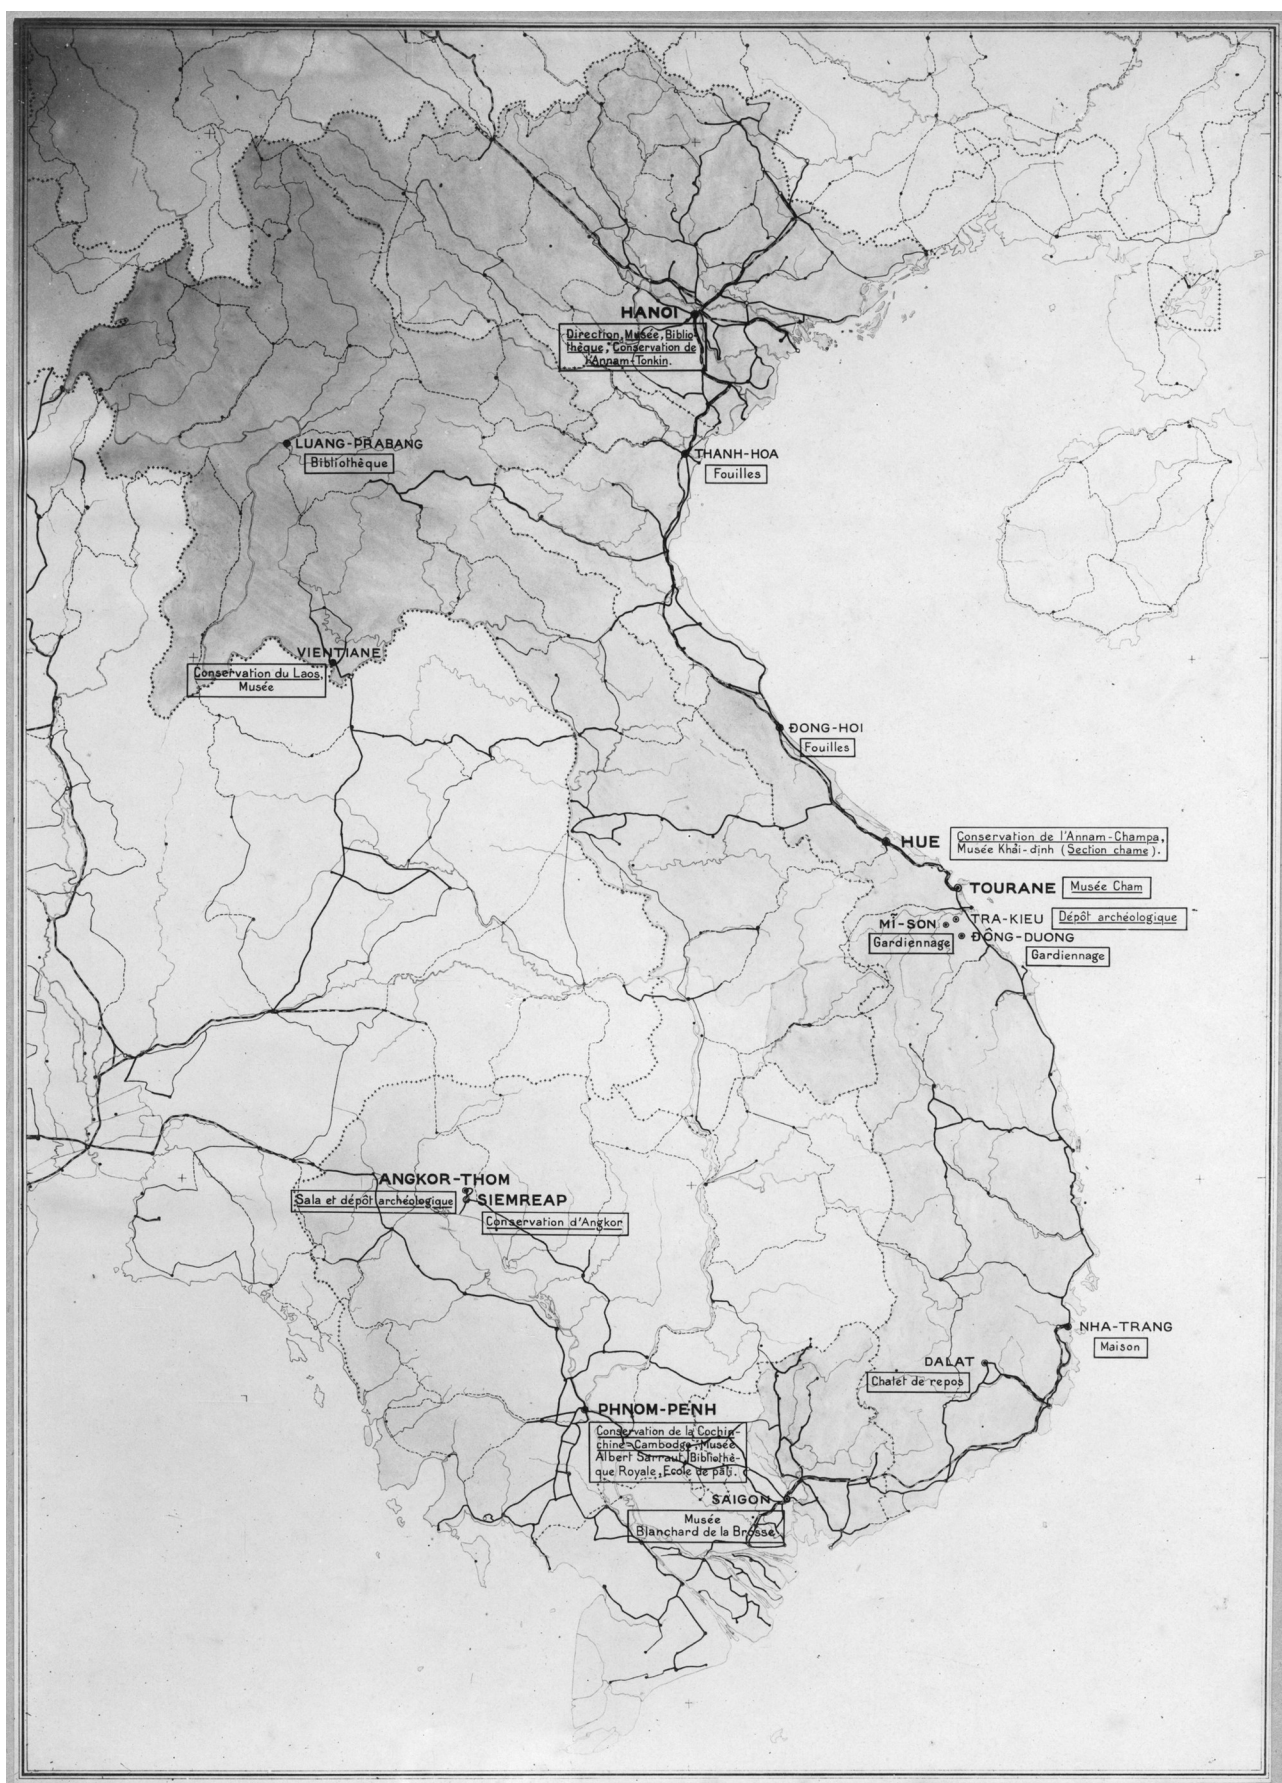 HANOI
Direction, Musée, Biblio-
thèque, Conservation de
l'Annam-Tonkin.
LUANG-PRABANG
Bibliothèque
THANH-HOA
Fouilles
VIENTIANE
Conservation du Laos,
Musée
ĐONG-HOI
Fouilles
HUE
Conservation de l'Annam-Champa,
Musée Khải-dịnh (Section chame).
TOURANE
Musée Cham
TRA-KIEU
Dépôt archéologique
MĨ-SON
Gardiennage
ĐÔNG-DUONG
Gardiennage
ANGKOR-THOM
Sala et dépôt archéologique
SIEMREAP
Conservation d'Angkor
NHA-TRANG
Maison
DALAT
Chalet de repos
PHNOM-PENH
Conservation de la Cochin-
chine-Cambodge, Musée
Albert Sarraut, Bibliothè-
que Royale, Ecole de pâli.
SAIGON
Musée
Blanchard de la Brosse